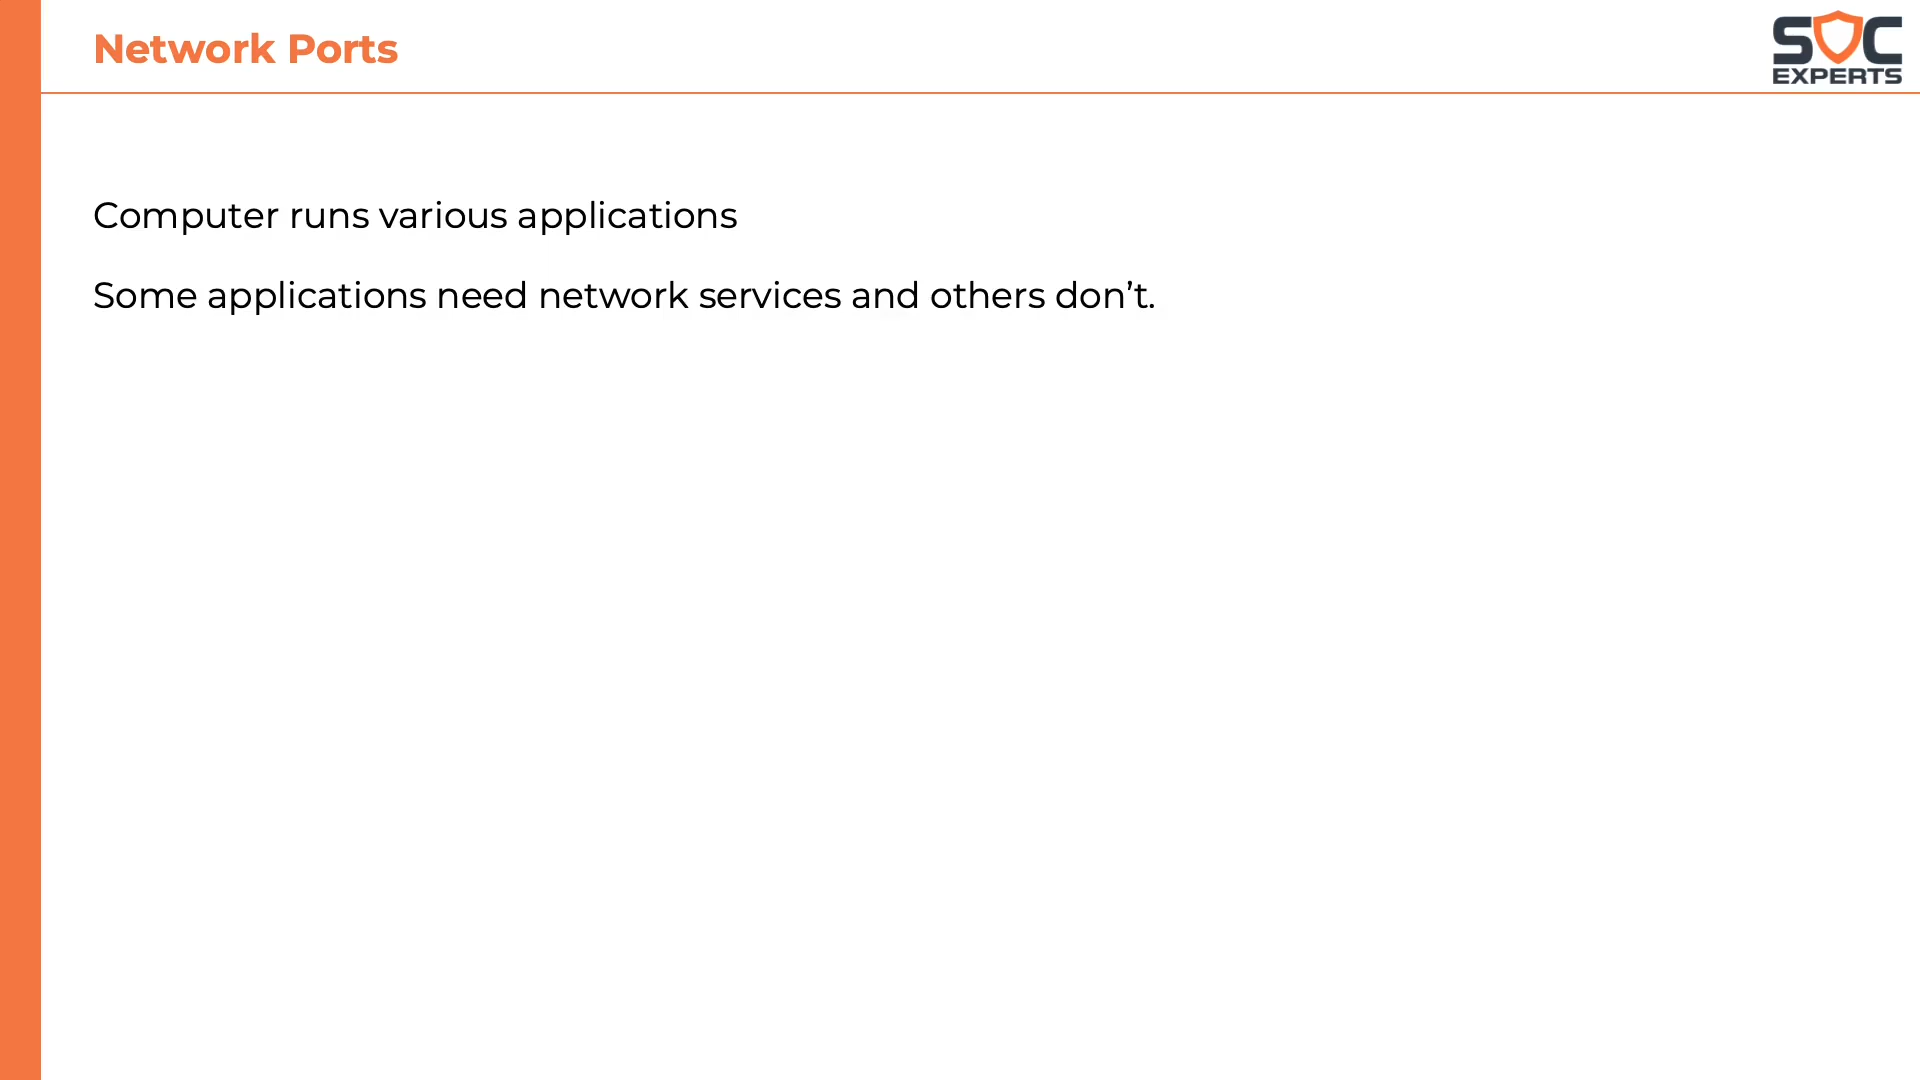 Network Ports
SOC
EXPERTS
Computer runs various applications
Some applications need network services and others don’t.